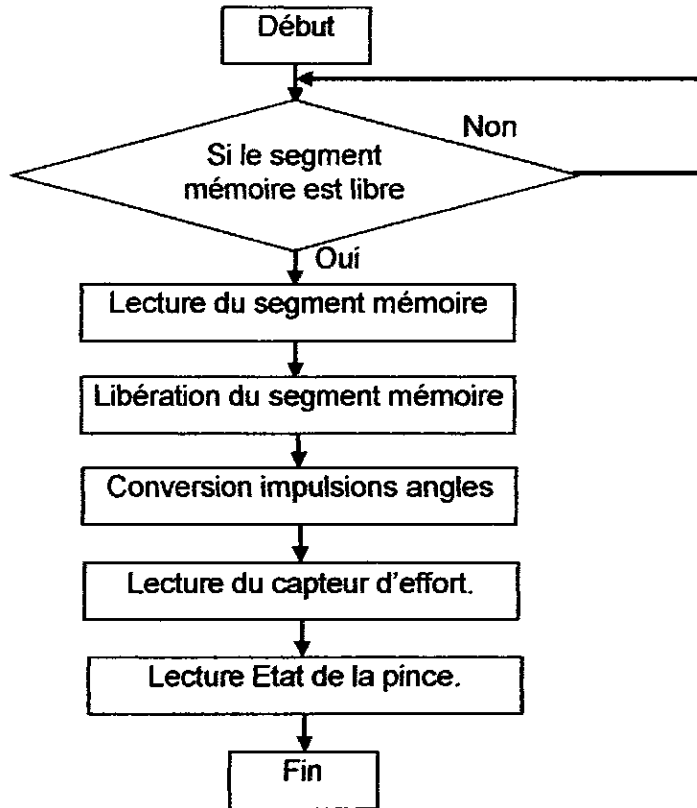 Début
Non
Si le segment
mémoire est libre
Oui
Lecture du segment mémoire
Libération du segment mémoire
Conversion impulsions angles
Lecture du capteur d'effort.
Lecture Etat de la pince.
Fin